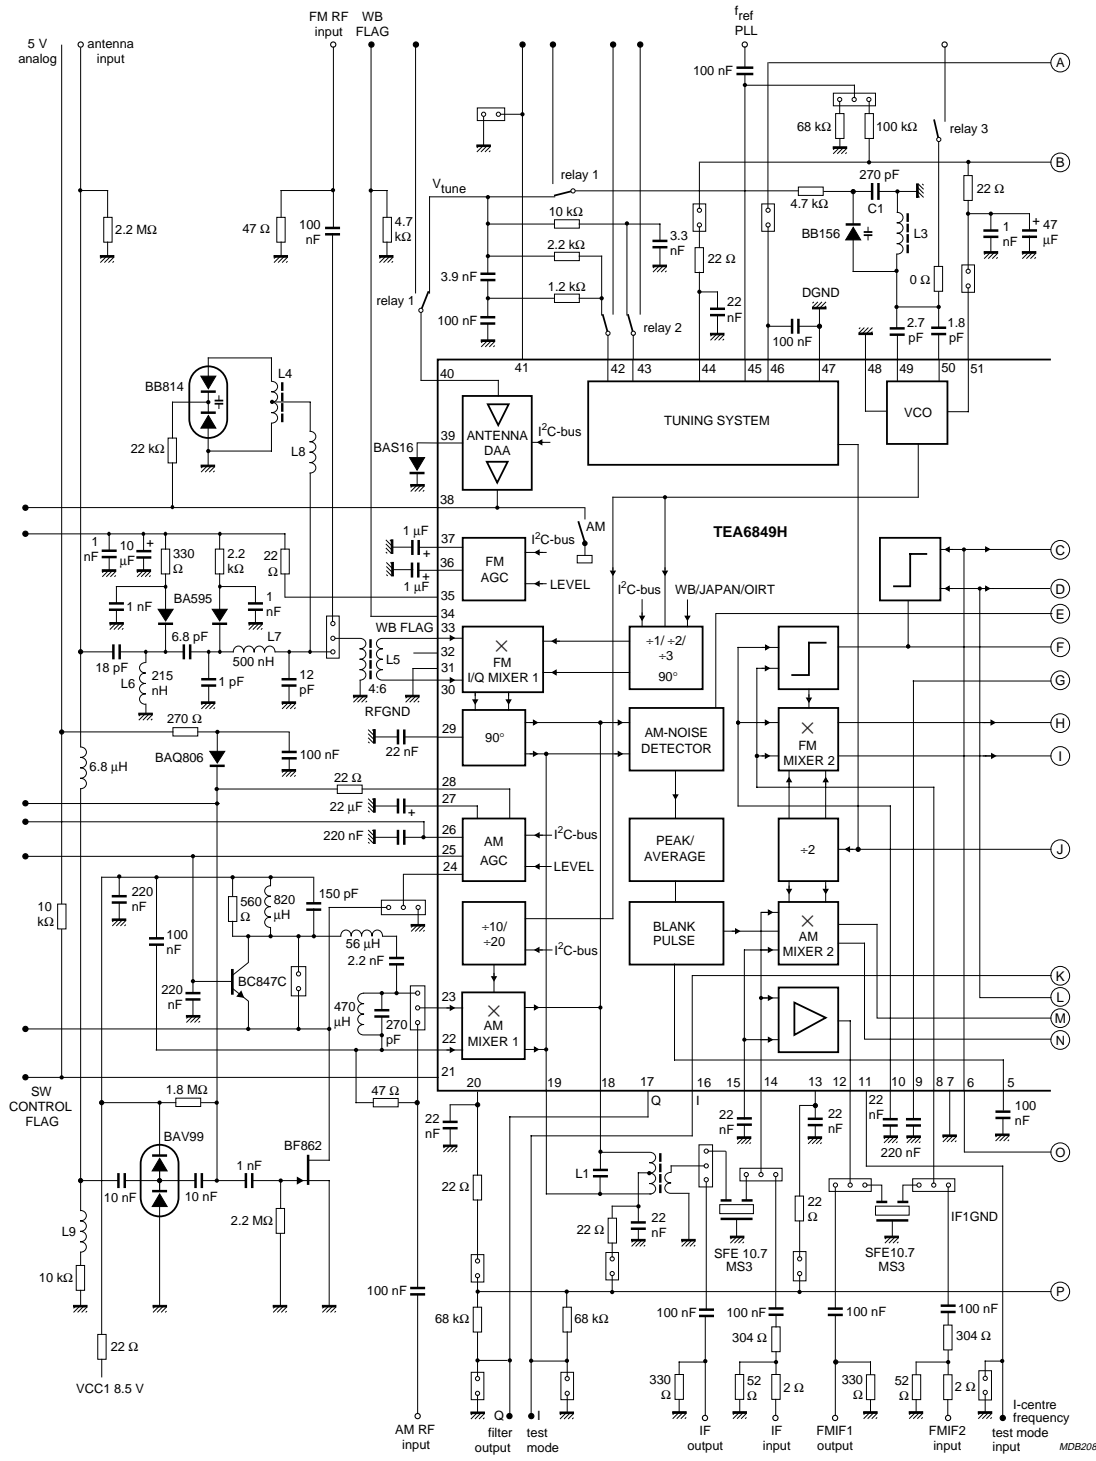 5 V
analog
antenna
input
FM RF
input
WB
FLAG
f ref
PLL
100 nF
A
68 kΩ
100 kΩ
relay 3
B
relay 1
Vtune
270 pF
C1
4.7 kΩ
22 Ω
2.2 MΩ
47 Ω
100
nF
4.7
kΩ
10 kΩ
2.2 kΩ
1.2 kΩ
3.3
nF
22 Ω
BB156
L3
1
nF
47
µF
3.9 nF
relay 1
100 nF
relay 2
22
nF
DGND
100 nF
0 Ω
2.7
pF
1.8
pF
41
42
43
44
45
46
47
48
49
50
51
BB814
L4
L8
22 kΩ
40
39
BAS16
38
ANTENNA
DAA
I²C-bus
TUNING SYSTEM
VCO
AM
TEA6849H
1
nF
10
µF
+
330
Ω
2.2
kΩ
22
Ω
1 µF
+
1 µF
+
37
36
35
34
FM
AGC
I²C-bus
LEVEL
I²C-bus
WB/JAPAN/OIRT
C
D
E
1 nF
BA595
1
nF
WB FLAG
33
32
31
30
FM
I/Q MIXER 1
÷1/ ÷2/
÷3
90°
F
G
18 pF
6.8 pF
L7
500 nH
L6
215
nH
1 pF
12
pF
L5
4:6
RFGND
29
22 nF
90°
AM-NOISE
DETECTOR
FM
MIXER 2
H
I
270 Ω
BAQ806
100 nF
6.8 µH
22 Ω
22 µF
+
220 nF
28
27
26
25
24
AM
AGC
I²C-bus
LEVEL
PEAK/
AVERAGE
÷2
J
10
kΩ
220
nF
100
nF
560
Ω
820
µH
150 pF
56 µH
2.2 nF
÷10/
÷20
I²C-bus
BLANK
PULSE
AM
MIXER 2
K
BC847C
220
nF
470
µH
270
pF
23
22
21
AM
MIXER 1
L
M
N
SW
CONTROL
FLAG
1.8 MΩ
47 Ω
20
19
18
17
16
15
14
13
12
11
10
9
8
7
6
5
Q
I
22
nF
22
nF
22
nF
22
nF
220 nF
100
nF
O
BAV99
BF862
10 nF
10 nF
1 nF
2.2 MΩ
L9
10 kΩ
22 Ω
L1
22 Ω
22
nF
SFE 10.7
MS3
22
Ω
SFE10.7
MS3
IF1GND
P
100 nF
68 kΩ
68 kΩ
100 nF
100 nF
304 Ω
100 nF
100 nF
304 Ω
22 Ω
VCC1 8.5 V
330
Ω
52
Ω
2 Ω
330
Ω
52
Ω
2 Ω
AM RF
input
Q
filter
output
I
test
mode
IF
output
IF
input
FMIF1
output
FMIF2
input
I-centre
frequency
test mode
input
MDB208